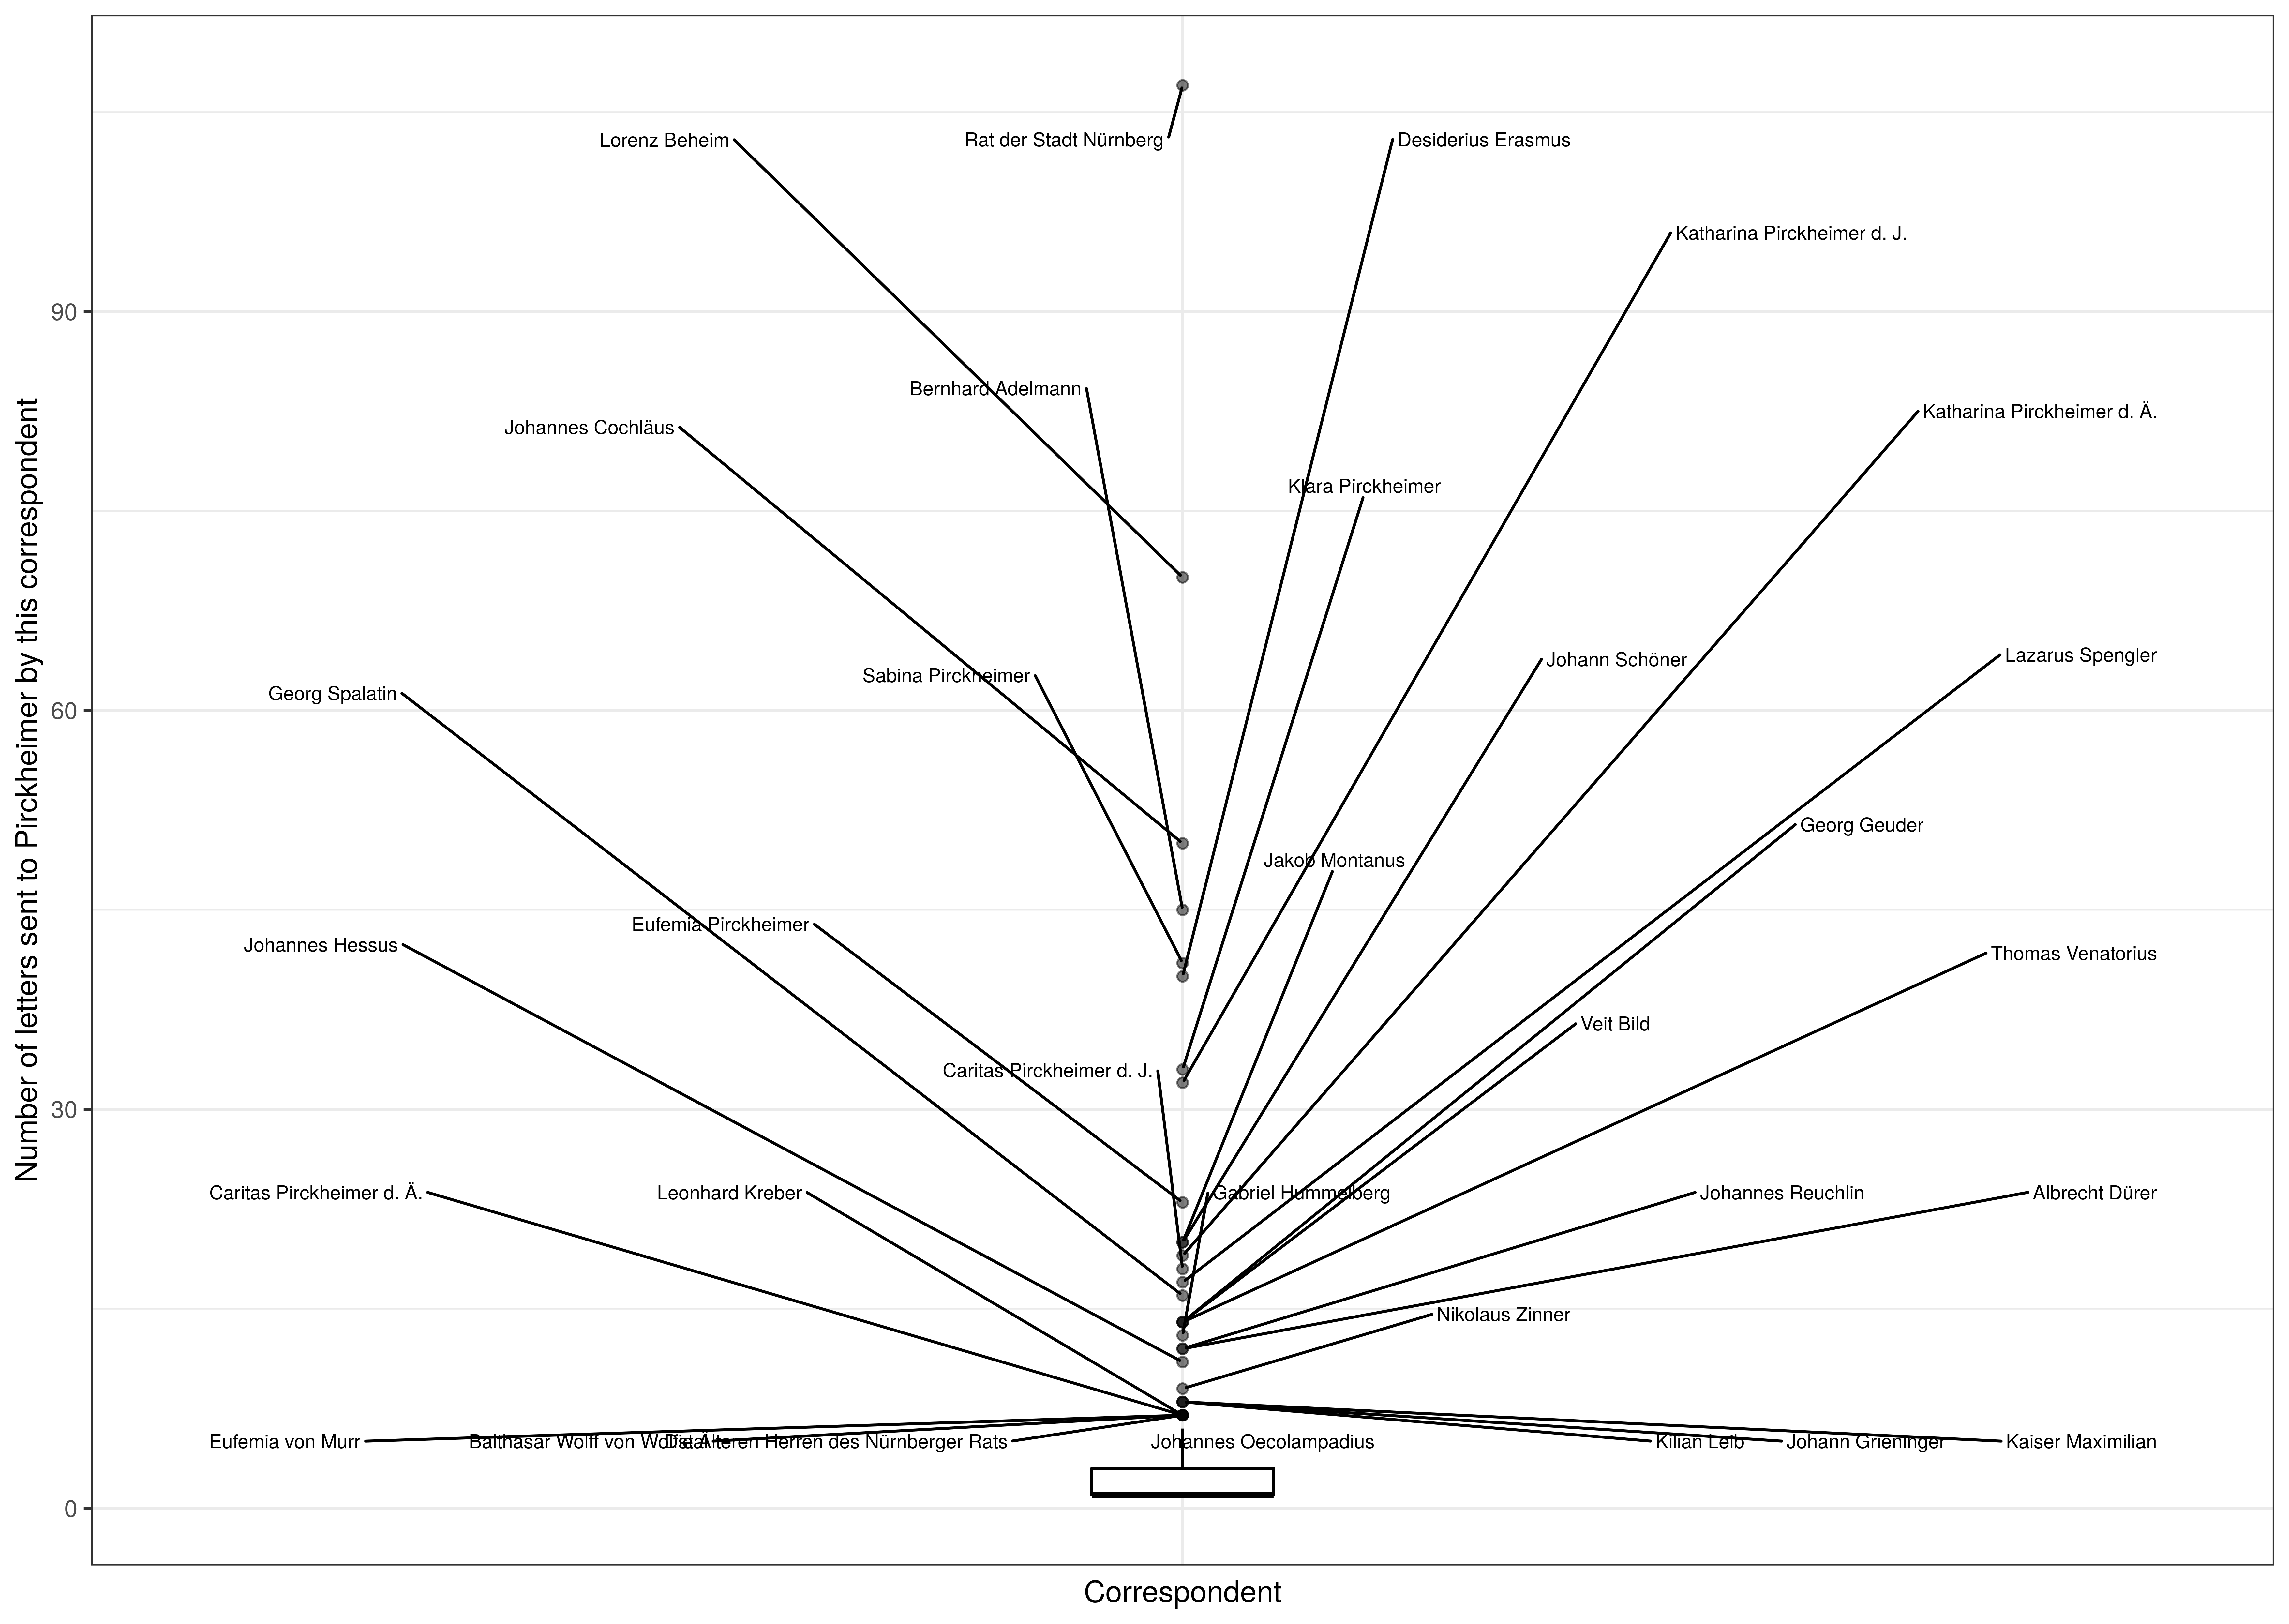 Number of letters sent to Pirckheimer by this correspondent
90
60
30
0
Rat der Stadt Nürnberg
Lorenz Beheim
Desiderius Erasmus
Katharina Pirckheimer d. J.
Bernhard Adelmann
Katharina Pirckheimer d. Ä.
Johannes Cochläus
Klara Pirckheimer
Lazarus Spengler
Johann Schöner
Sabina Pirckheimer
Georg Spalatin
Georg Geuder
Jakob Montanus
Eufemia Pirckheimer
Johannes Hessus
Thomas Venatorius
Veit Bild
Caritas Pirckheimer d. J.
Caritas Pirckheimer d. Ä.
Leonhard Kreber
Gabriel Hummelberg
Johannes Reuchlin
Albrecht Dürer
Nikolaus Zinner
Eufemia von Murr
Balthasar Wolff von
Die Älteren Herren des Nürnberger Rats
Johannes Oecolampadius
Kilian Leib
Johann Grieninger
Kaiser Maximilian
Correspondent